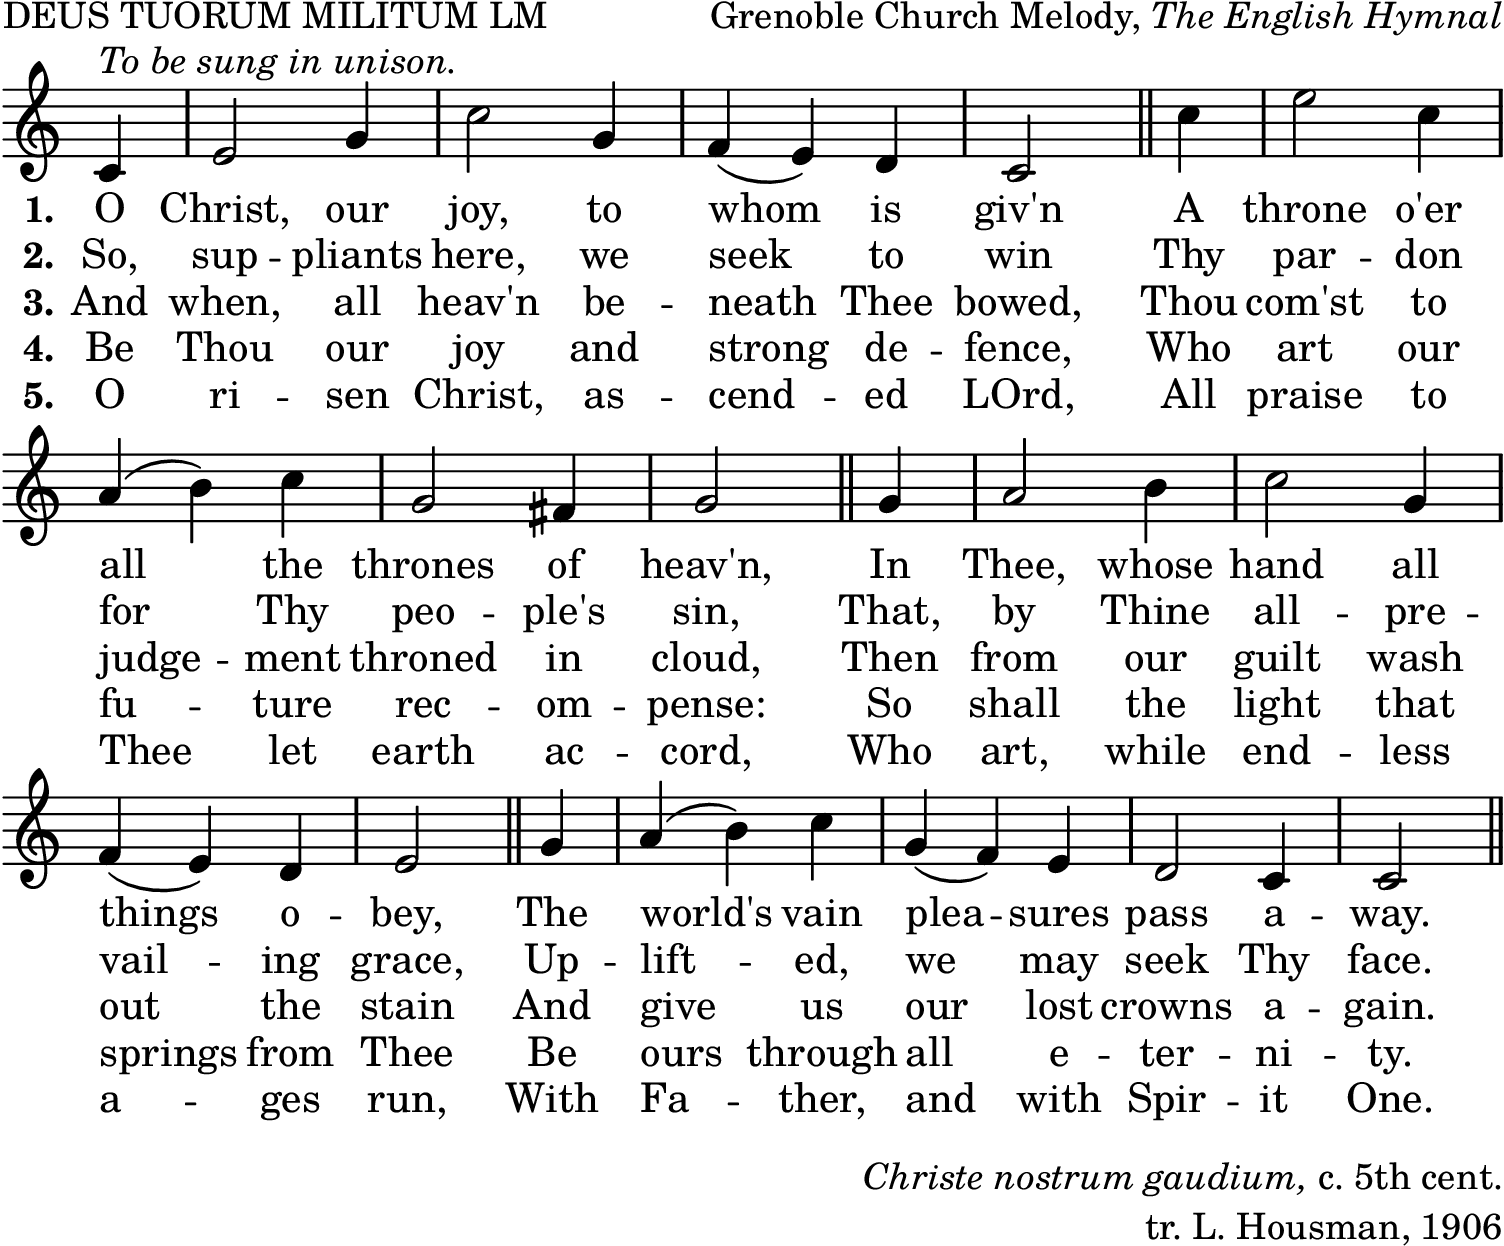 DEUS TUORUM MILITUM LM Grenoble Church Melody, The English Hymnal
To be sung in unison.
1. O Christ, our joy, to whom is giv'n A throne o'er
2. So, sup - pliants here, we seek to win Thy par - don
3. And when, all heav'n be - neath Thee bowed, Thou com'st to
4. Be Thou our joy and strong de - fence, Who art our
5. O ri - sen Christ, as - cend - ed LOrd, All praise to
all the thrones of heav'n, In Thee, whose hand all
for Thy peo - ple's sin, That, by Thine all - pre -
judge - ment throned in cloud, Then from our guilt wash
fu - ture rec - om - pense: So shall the light that
Thee let earth ac - cord, Who art, while end - less
things o - bey, The world's vain plea - sures pass a - way.
vail - ing grace, Up - lift - ed, we may seek Thy face.
out the stain And give us our lost crowns a - gain.
springs from Thee Be ours through all e - ter - ni - ty.
a - ges run, With Fa - ther, and with Spir - it One.
Christe nostrum gaudium, c. 5th cent.
tr. L. Housman, 1906